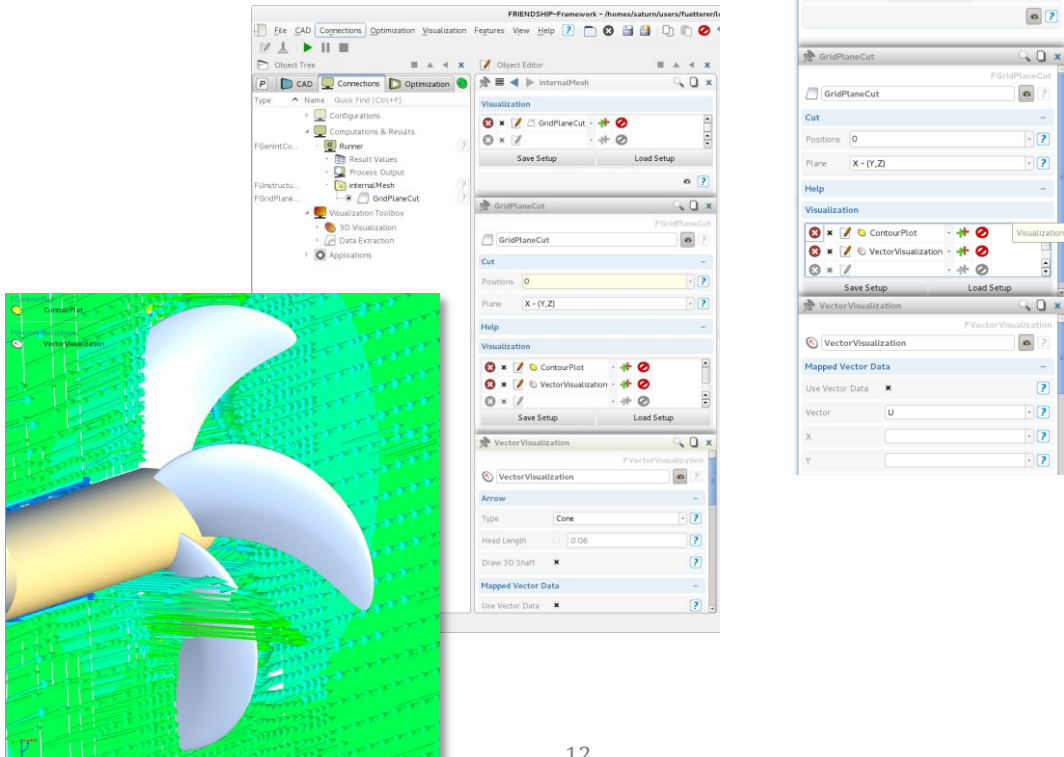 FRIENDSHIP-Framework - /homes/saturn/users/fuetterer/l
File CAD Connections Optimization Visualization Features View Help
Object Tree
CAD Connections Optimization
Type Name Quick Find (Ctrl+F)
Configurations
Computations & Results
FGenIntCo... Runner
Result Values
Process Output
FUnstructu... internalMesh
FGridPlane... GridPlaneCut
Visualization Toolbox
3D Visualization
Data Extraction
Applications
Object Editor
internalMesh
Visualization
GridPlaneCut
Save Setup Load Setup
GridPlaneCut
FGridPlaneCut
GridPlaneCut
Cut
Positions 0
Plane X - (Y,Z)
Help
Visualization
ContourPlot
VectorVisualization
Save Setup Load Setup
VectorVisualization
FVectorVisualization
VectorVisualization
Arrow
Type Cone
Head Length 0.06
Draw 3D Shaft
Mapped Vector Data
Use Vector Data
GridPlaneCut
FGridPlaneCut
GridPlaneCut
Cut
Positions 0
Plane X - (Y,Z)
Help
Visualization
ContourPlot
Visualization
VectorVisualization
Save Setup Load Setup
VectorVisualization
FVectorVisualization
VectorVisualization
Mapped Vector Data
Use Vector Data
Vector U
X
Y
FContourPlot
ContourPlot
VectorVisualization
12